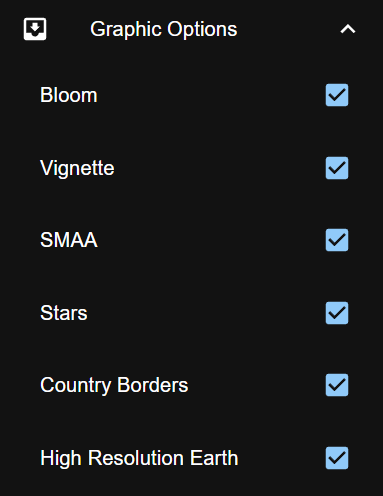 Graphic Options
Bloom
Vignette
SMAA
Stars
Country Borders
High Resolution Earth